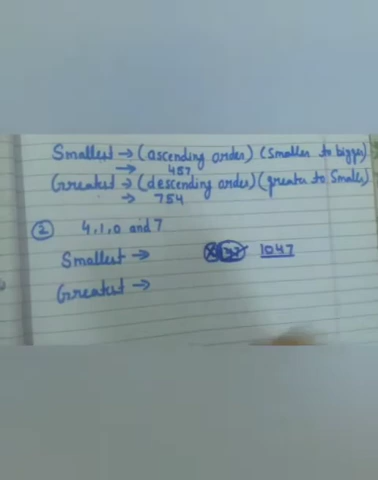 Smallest → (ascending order) (Smaller to bigger)
→ 457
Greatest → (descending order) (greater to Smaller)
→ 754
② 4, 1, 0 and 7
Smallest → 1047
Greatest →